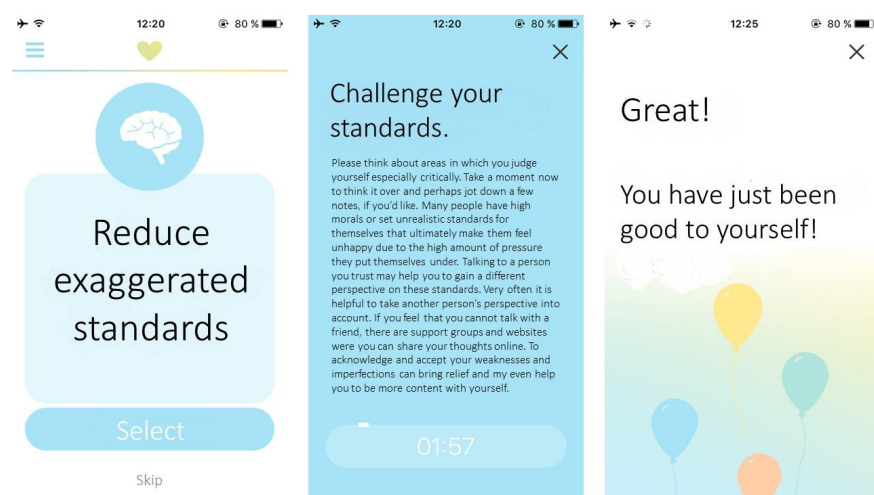 12:20
80 %
Reduce
exaggerated
standards
Select
Skip
12:20
80 %
Challenge your
standards.
Please think about areas in which you judge
yourself especially critically. Take a moment now
to think it over and perhaps jot down a few
notes, if you'd like. Many people have high
morals or set unrealistic standards for
themselves that ultimately make them feel
unhappy due to the high amount of pressure
they put themselves under. Talking to a person
you trust may help you to gain a different
perspective on these standards. Very often it is
helpful to take another person's perspective into
account. If you feel that you cannot talk with a
friend, there are support groups and websites
were you can share your thoughts online. To
acknowledge and accept your weaknesses and
imperfections can bring relief and my even help
you to be more content with yourself.
01:57
12:25
80 %
Great!
You have just been
good to yourself!